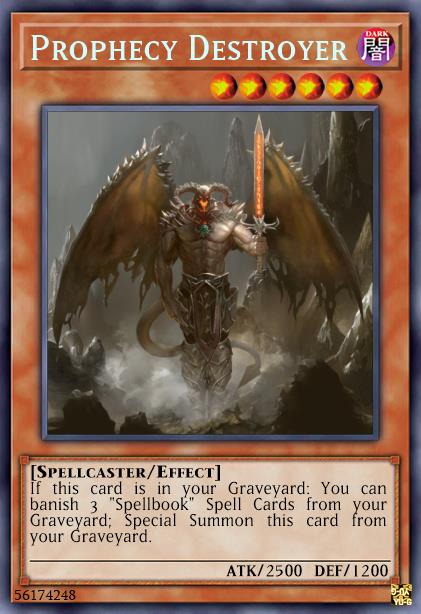 PROPHECY DESTROYER
DARK
闇
[SPELLCASTER/EFFECT]
If this card is in your Graveyard: You can
banish 3 "Spellbook" Spell Cards from your
Graveyard; Special Summon this card from
your Graveyard.
ATK/2500 DEF/1200
56174248